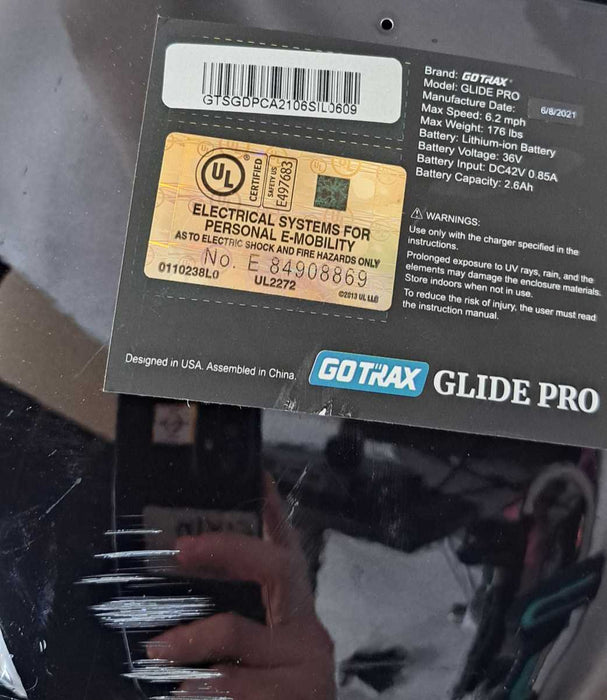 GTSGDPCA2106SIL0609
Brand: GOTRAX
Model: GLIDE PRO
Manufacture Date: 6/8/2021
Max Speed: 6.2 mph
Max Weight: 176 lbs
Battery: Lithium-ion Battery
Battery Voltage: 36V
Battery Input: DC42V 0.85A
Battery Capacity: 2.6Ah
UL
CERTIFIED
SAFETY US
E497683
ELECTRICAL SYSTEMS FOR
PERSONAL E-MOBILITY
AS TO ELECTRIC SHOCK AND FIRE HAZARDS ONLY
No. E 84908869
0110238L0
UL2272
©2013 UL LLC
WARNINGS:
Use only with the charger specified in the
instructions.
Prolonged exposure to UV rays, rain, and the
elements may damage the enclosure materials.
Store indoors when not in use.
To reduce the risk of injury, the user must read
the instruction manual.
Designed in USA. Assembled in China.
GOTRAX GLIDE PRO